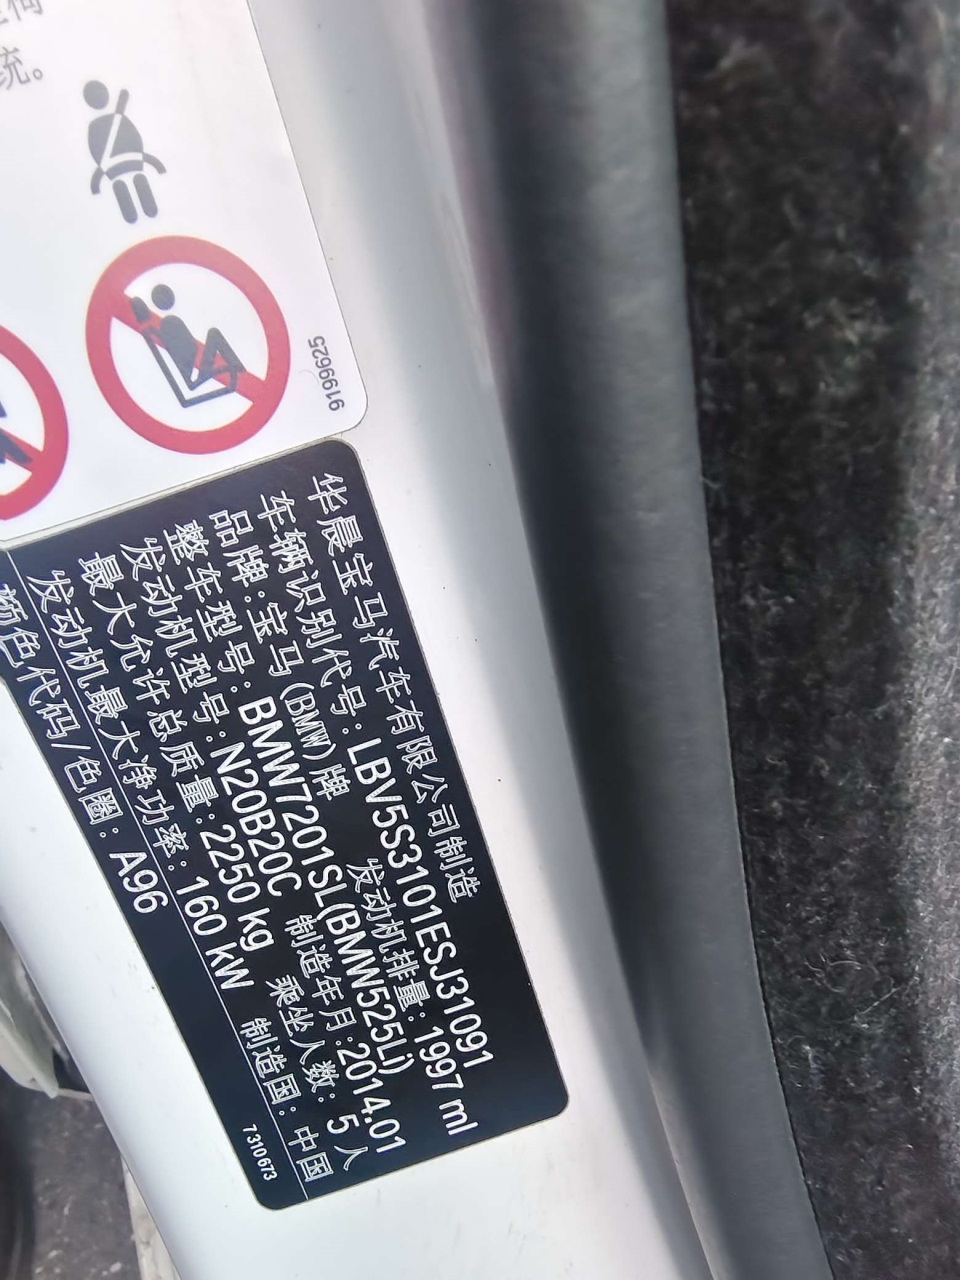 统。
9199625
华晨宝马汽车有限公司制造
车辆识别代号:LBV5S3101ESJ31091
品牌:宝马(BMW)牌 发动机排量:1997 ml
整车型号:BMW7201SL(BMW525Li)
发动机型号:N20B20C 制造年月:2014.01
最大允许总质量:2250 kg 乘坐人数:5人
发动机最大净功率:160 kW 制造国:中国
颜色代码/色圈:A96 7310673